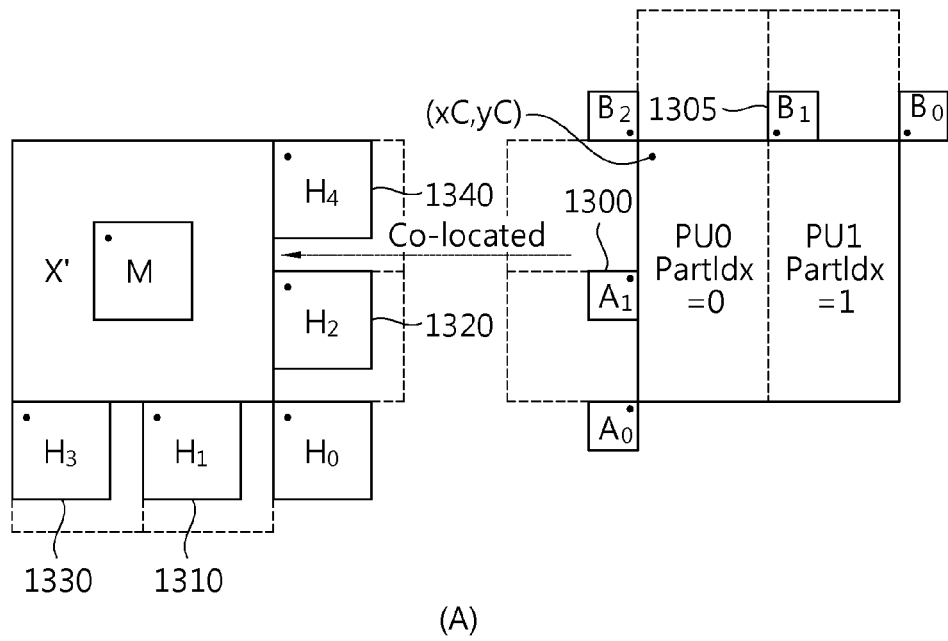 B₂
1305
B₁
B₀
(xC,yC)
H₄
1340
1300
Co-located
PU0
PartIdx
=0
PU1
PartIdx
=1
X'
M
H₂
1320
A₁
A₀
H₃
H₁
H₀
1330
1310
(A)